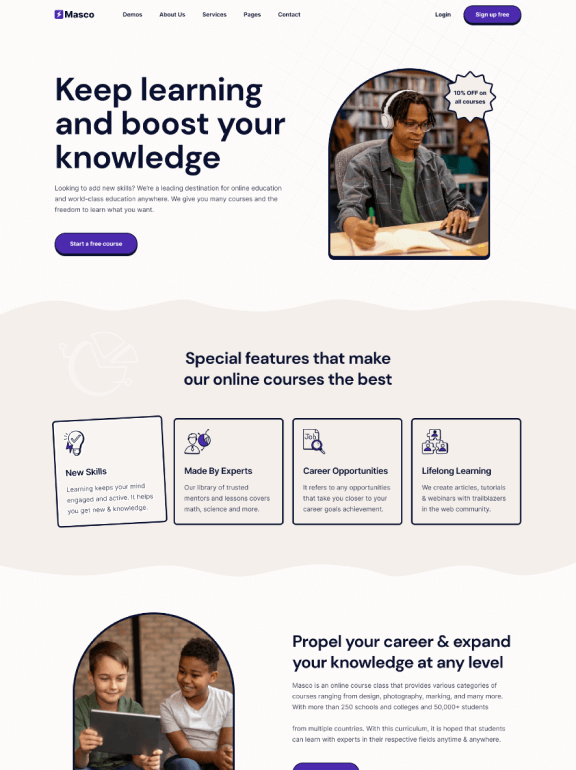 Masco
Demos
About Us
Services
Pages
Contact
Login
Sign up free
Keep learning
and boost your
knowledge
Looking to add new skills? We're a leading destination for online education
and world-class education anywhere. We give you many courses and the
freedom to learn what you want.
Start a free course
10% OFF on
all courses
Special features that make
our online courses the best
New Skills
Learning keeps your mind
engaged and active. It helps
you get new & knowledge.
Made By Experts
Our library of trusted
mentors and lessons covers
math, science and more.
Job
Career Opportunities
It refers to any opportunities
that take you closer to your
career goals achievement.
Lifelong Learning
We create articles, tutorials
& webinars with trailblazers
in the web community.
Propel your career & expand
your knowledge at any level
Masco is an online course class that provides various categories of
courses ranging from design, photography, marking, and many more.
With more than 250 schools and colleges and 50,000+ students
from multiple countries. With this curriculum, it is hoped that students
can learn with experts in their respective fields anytime & anywhere.